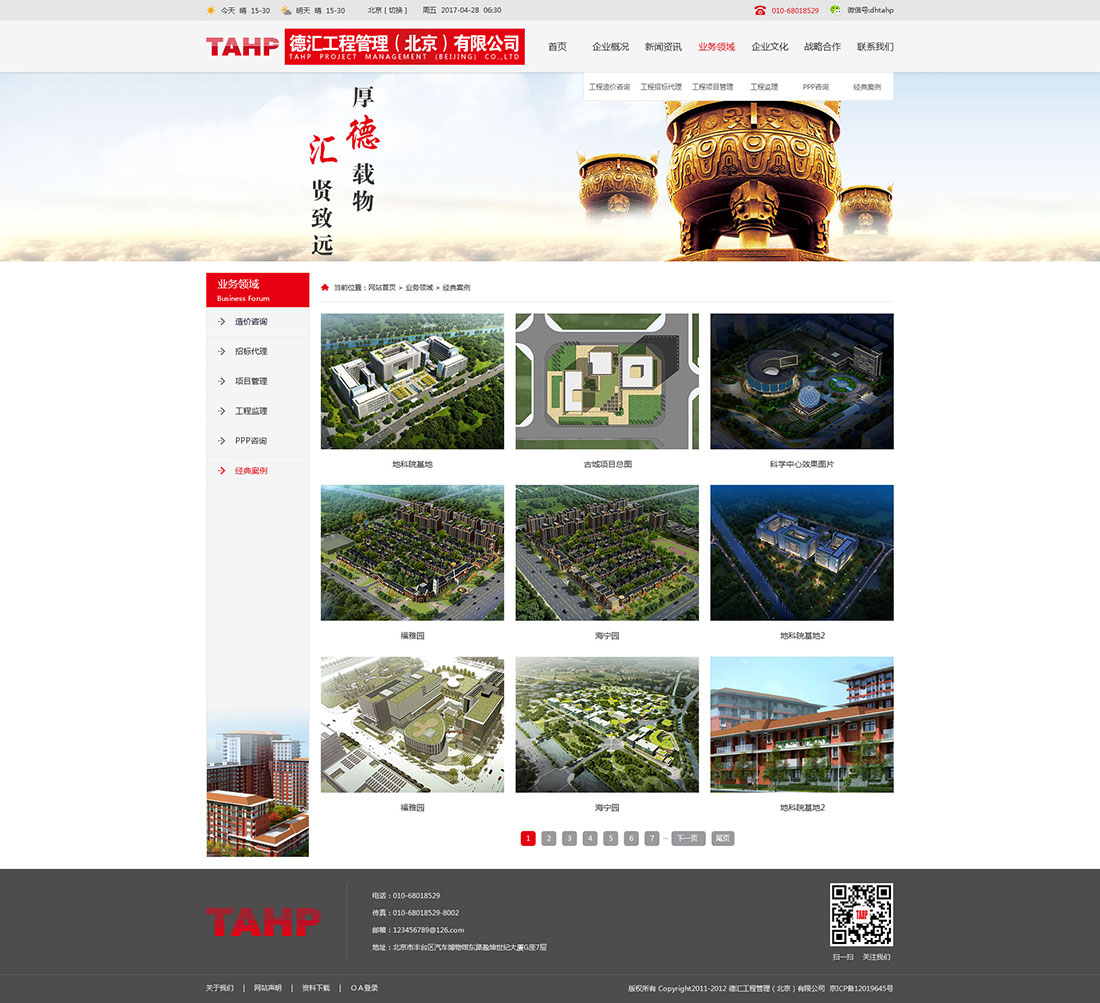 今天 晴 15-30 明天 晴 15-30 北京 [ 切换 ] 周五 2017-04-28 06:30 010-68018529 微信号:dhtahp
TAHP 德汇工程管理（北京）有限公司
TAHP PROJECT MANAGEMENT (BEIJING) CO.,LTD
首页 企业概况 新闻资讯 业务领域 企业文化 战略合作 联系我们
工程造价咨询 工程招标代理 工程项目管理 工程监理 PPP咨询 经典案例
厚德载物
汇贤致远
业务领域
Business Forum
造价咨询
招标代理
项目管理
工程监理
PPP咨询
经典案例
当前位置：网站首页 > 业务领域 > 经典案例
地科院基地 古城项目总图 科学中心效果图片
福雅园 海宁园 地科院基地2
福雅园 海宁园 地科院基地2
1 2 3 4 5 6 7 ... 下一页 尾页
TAHP
电话：010-68018529
传真：010-68018529-8002
邮箱：123456789@126.com
地址：北京市丰台区汽车博物馆东路盈坤世纪大厦G座7层
TAHP
扫一扫 关注我们
关于我们 | 网站声明 | 资料下载 | O A登录
版权所有 Copyright2011-2012 德汇工程管理（北京）有限公司 京ICP备12019645号